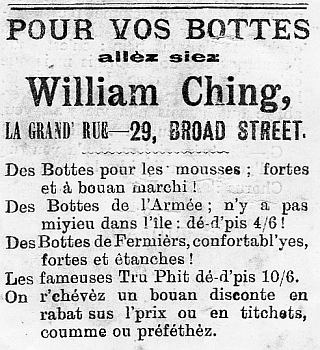 POUR VOS BOTTES
allèz siez
William Ching,
LA GRAND' RUE—29, BROAD STREET.
Des Bottes pour les mousses ; fortes
et à bouan marchi !
Des Bottes de l'Armée ; n'y a pas
miyieu dans l'île : dé-d'pis 4/6 !
Des Bottes de Fermièrs, confortabl'yes,
fortes et étanches !
Les fameuses Tru Phit dé-d'pis 10/6.
On r'chévèz un bouan disconte en
rabat sus l'prix ou en titchets,
coumme ou préféthèz.